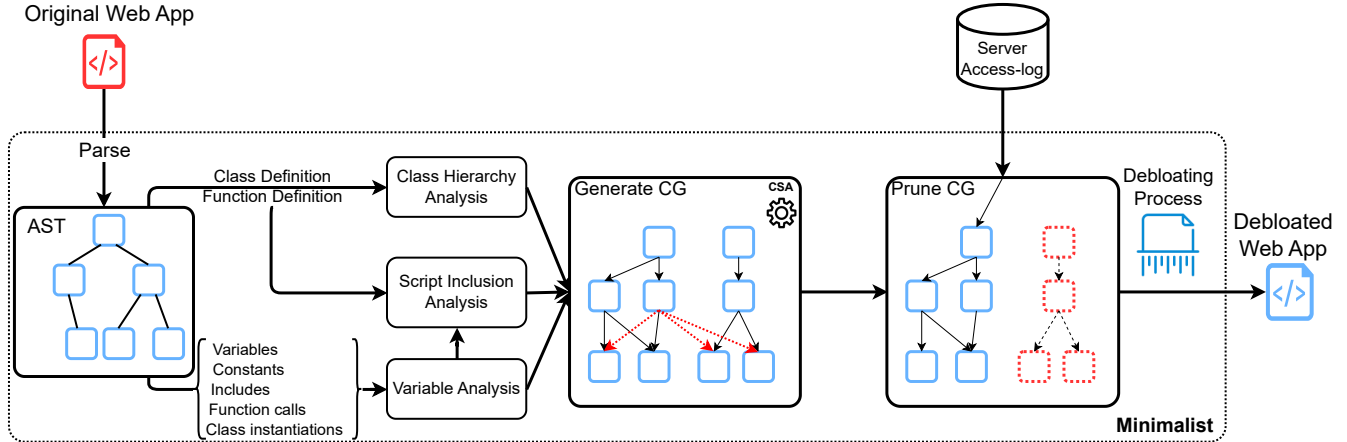 Original Web App
</>
Server
Access-log
Parse
Class Definition
Function Definition
Class Hierarchy
Analysis
Generate CG
CSA
Prune CG
Debloating
Process
AST
Debloated
Web App
</>
Script Inclusion
Analysis
Variables
Constants
Includes
Function calls
Class instantiations
Variable Analysis
Minimalist